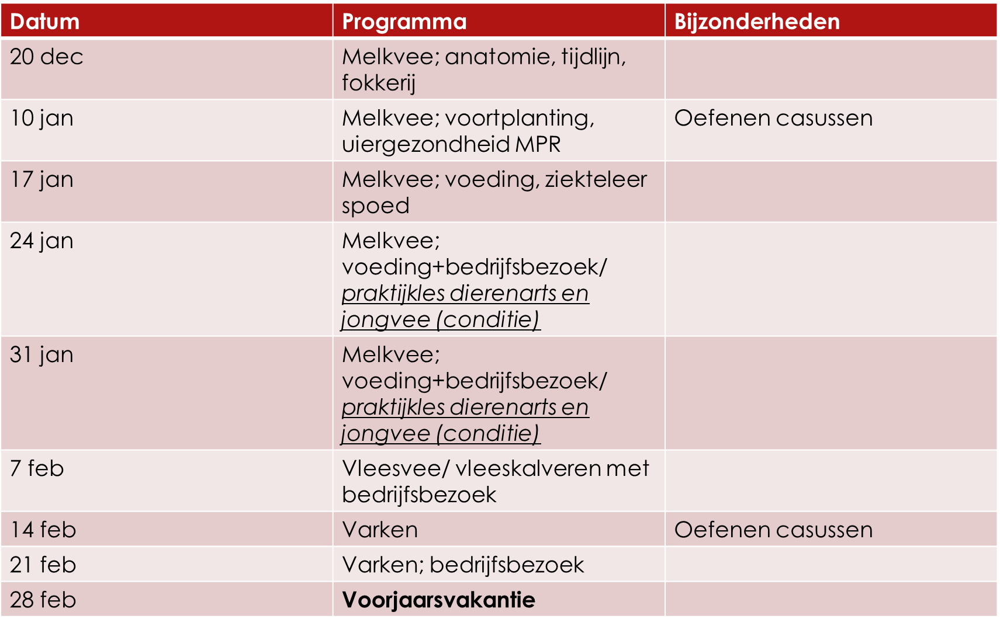 Datum Programma Bijzonderheden
20 dec Melkvee; anatomie, tijdlijn,
fokkerij
10 jan Melkvee; voortplanting, Oefenen casussen
uiergezondheid MPR
17 jan Melkvee; voeding, ziekteleer
spoed
24 jan Melkvee;
voeding+bedrijfsbezoek/
praktijkles dierenarts en
jongvee (conditie)
31 jan Melkvee;
voeding+bedrijfsbezoek/
praktijkles dierenarts en
jongvee (conditie)
7 feb Vleesvee/ vleeskalveren met
bedrijfsbezoek
14 feb Varken Oefenen casussen
21 feb Varken; bedrijfsbezoek
28 feb Voorjaarsvakantie